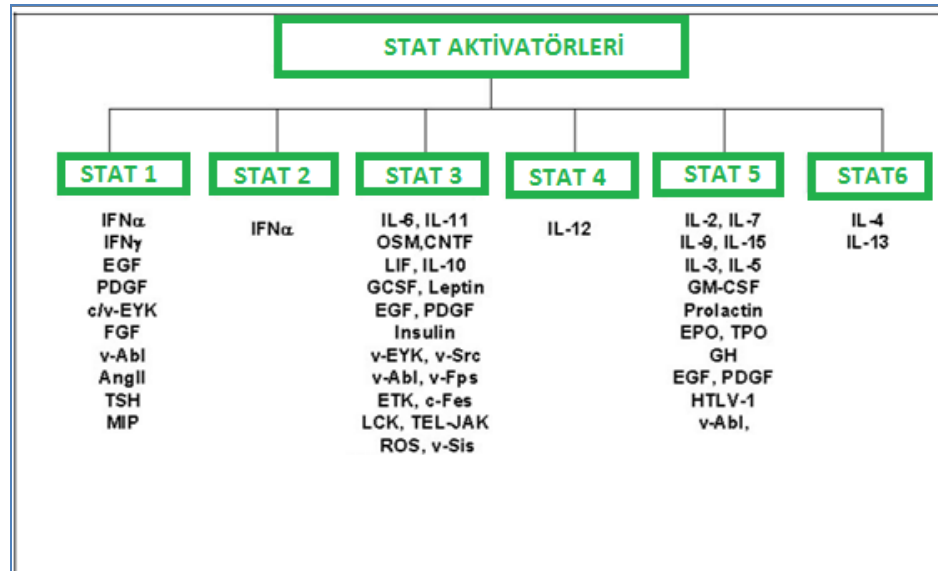 STAT AKTİVATÖRLERİ
STAT 1
IFNα
IFNγ
EGF
PDGF
c/v-EYK
FGF
v-Abl
AngII
TSH
MIP
STAT 2
IFNα
STAT 3
IL-6, IL-11
OSM,CNTF
LIF, IL-10
GCSF, Leptin
EGF, PDGF
Insulin
v-EYK, v-Src
v-Abl, v-Fps
ETK, c-Fes
LCK, TEL-JAK
ROS, v-Sis
STAT 4
IL-12
STAT 5
IL-2, IL-7
IL-9, IL-15
IL-3, IL-5
GM-CSF
Prolactin
EPO, TPO
GH
EGF, PDGF
HTLV-1
v-Abl,
STAT6
IL-4
IL-13